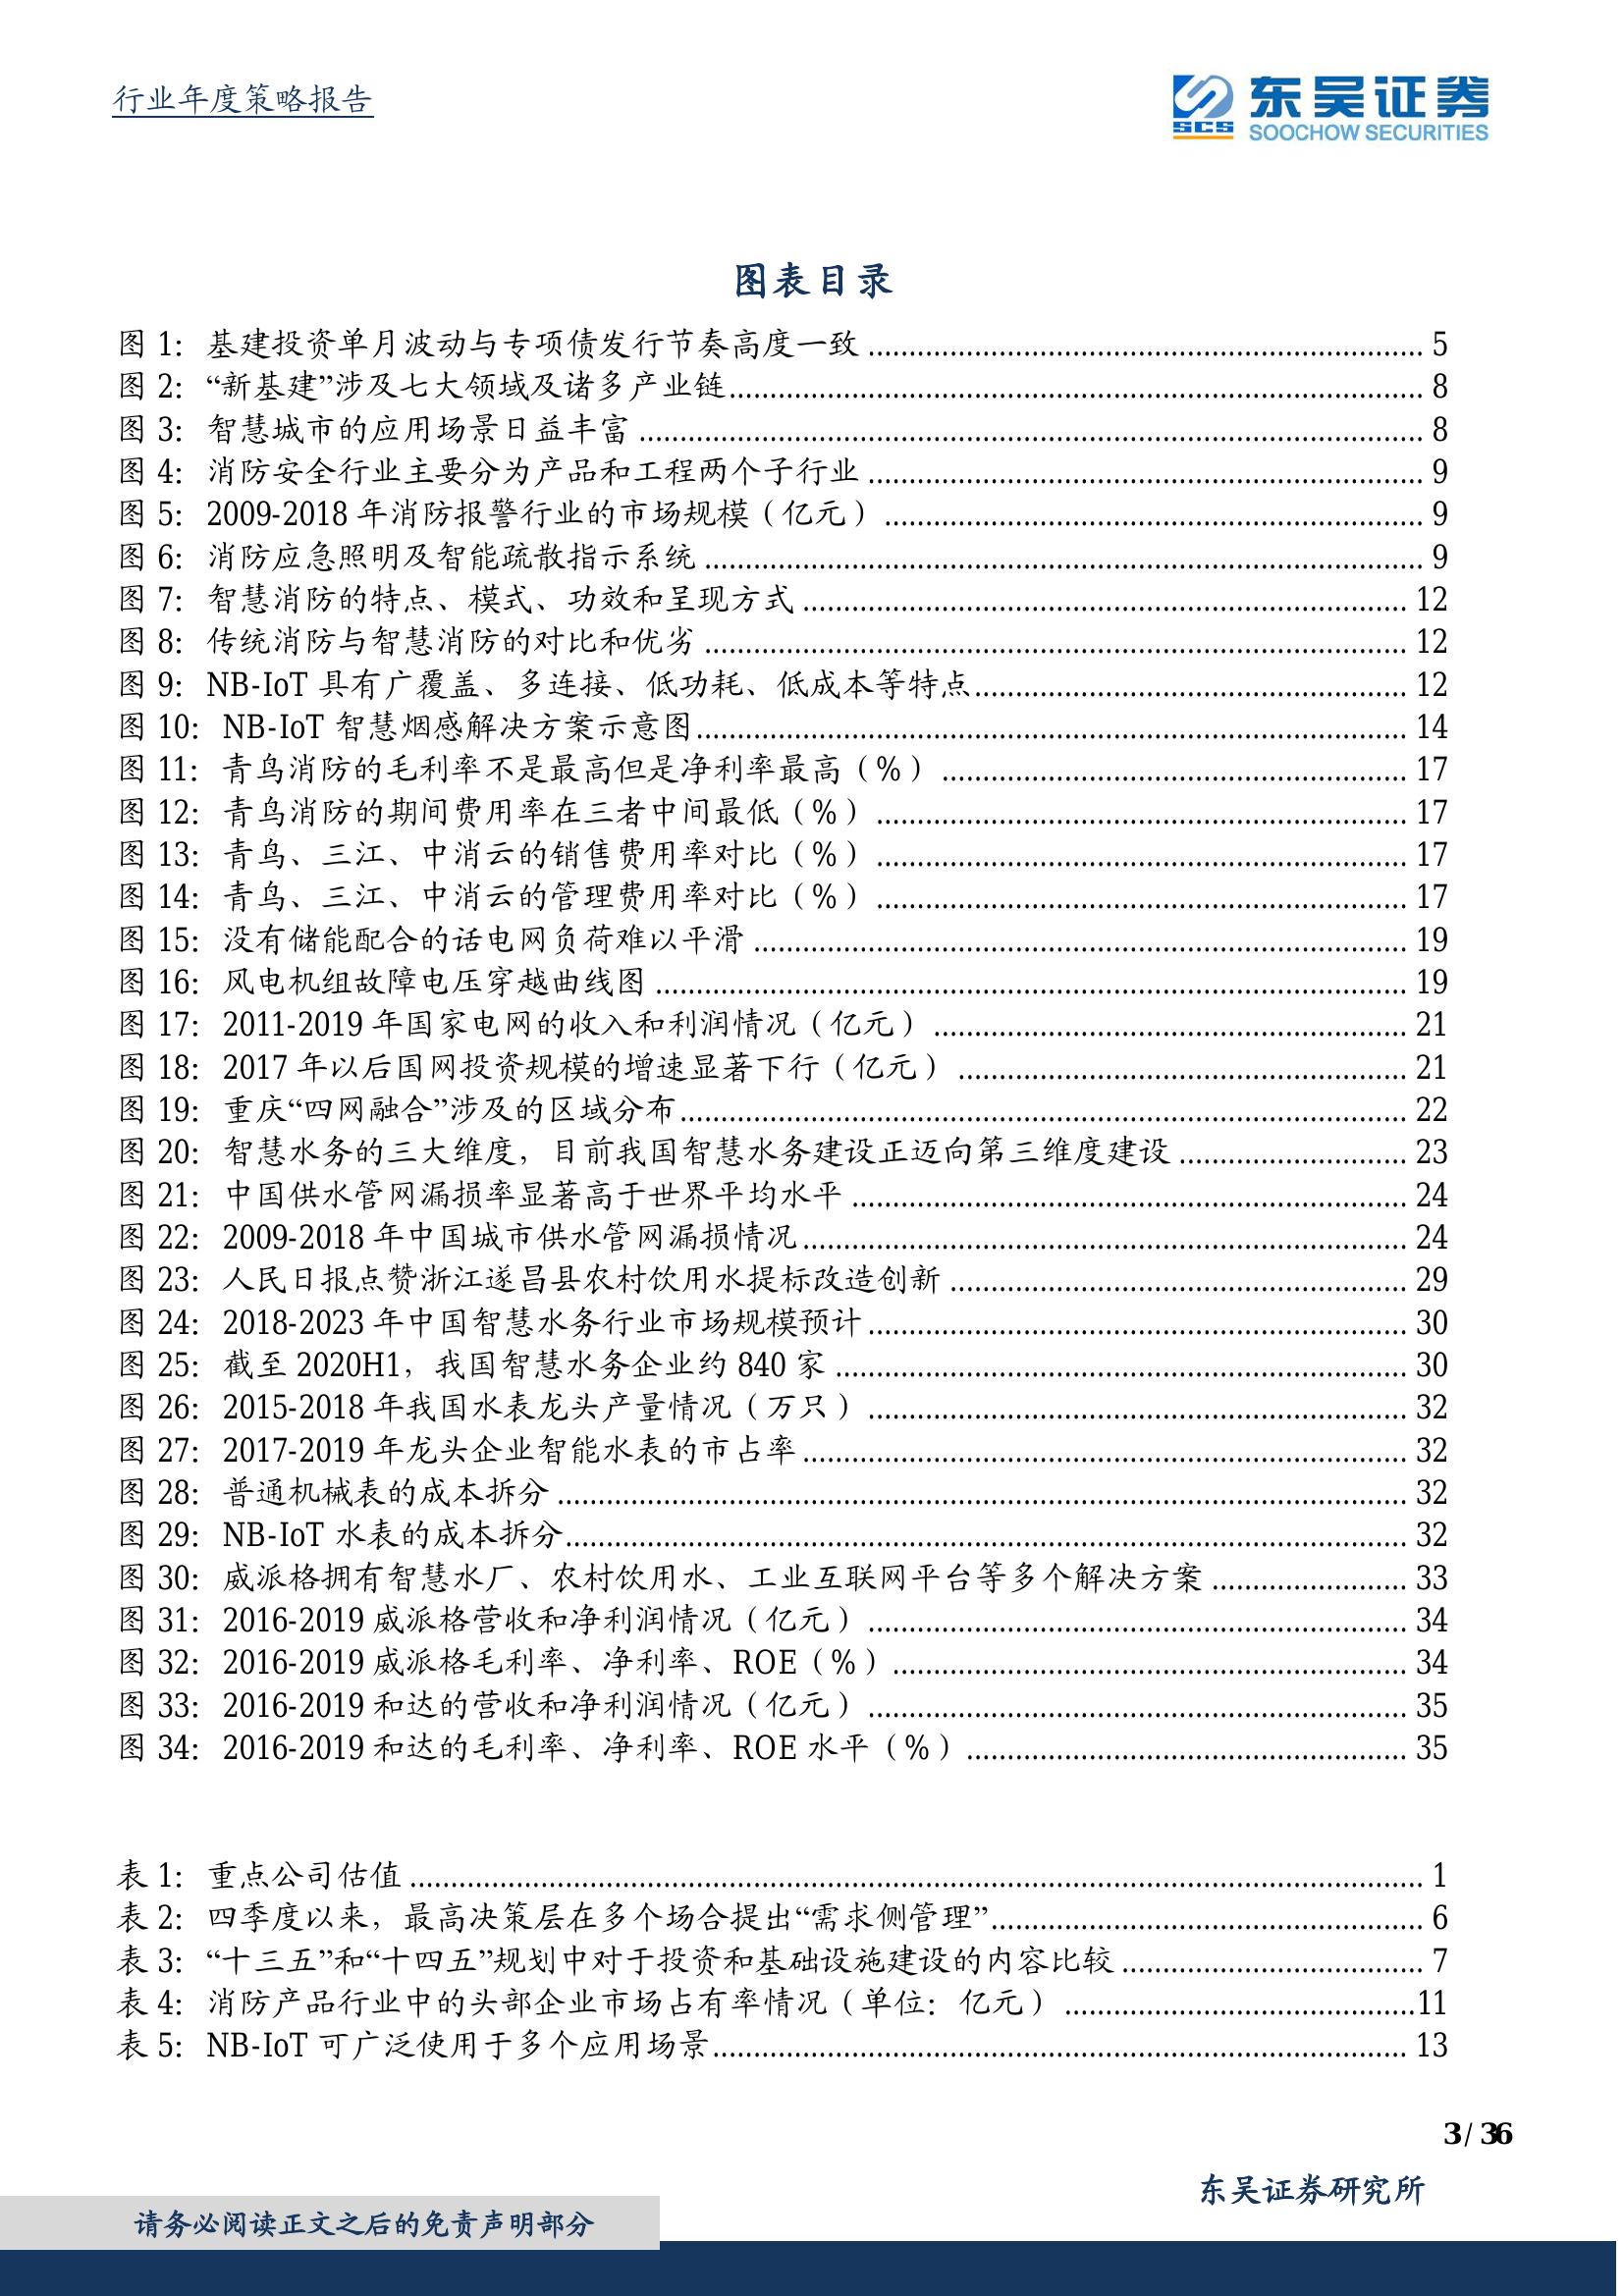 行业年度策略报告
东吴证券
SCS
SOOCHOW SECURITIES
图表目录
图 1: 基建投资单月波动与专项债发行节奏高度一致 .................... 5
图 2: “新基建”涉及七大领域及诸多产业链.................... 8
图 3: 智慧城市的应用场景日益丰富 .................... 8
图 4: 消防安全行业主要分为产品和工程两个子行业 .................... 9
图 5: 2009-2018 年消防报警行业的市场规模（亿元） .................... 9
图 6: 消防应急照明及智能疏散指示系统 .................... 9
图 7: 智慧消防的特点、模式、功效和呈现方式 .................... 12
图 8: 传统消防与智慧消防的对比和优劣 .................... 12
图 9: NB-IoT 具有广覆盖、多连接、低功耗、低成本等特点.................... 12
图 10: NB-IoT 智慧烟感解决方案示意图.................... 14
图 11: 青鸟消防的毛利率不是最高但是净利率最高（%） .................... 17
图 12: 青鸟消防的期间费用率在三者中间最低（%） .................... 17
图 13: 青鸟、三江、中消云的销售费用率对比（%） .................... 17
图 14: 青鸟、三江、中消云的管理费用率对比（%） .................... 17
图 15: 没有储能配合的话电网负荷难以平滑 .................... 19
图 16: 风电机组故障电压穿越曲线图 .................... 19
图 17: 2011-2019 年国家电网的收入和利润情况（亿元） .................... 21
图 18: 2017 年以后国网投资规模的增速显著下行（亿元） .................... 21
图 19: 重庆“四网融合”涉及的区域分布.................... 22
图 20: 智慧水务的三大维度，目前我国智慧水务建设正迈向第三维度建设 .................... 23
图 21: 中国供水管网漏损率显著高于世界平均水平 .................... 24
图 22: 2009-2018 年中国城市供水管网漏损情况.................... 24
图 23: 人民日报点赞浙江遂昌县农村饮用水提标改造创新 .................... 29
图 24: 2018-2023 年中国智慧水务行业市场规模预计 .................... 30
图 25: 截至 2020H1，我国智慧水务企业约 840 家 .................... 30
图 26: 2015-2018 年我国水表龙头产量情况（万只） .................... 32
图 27: 2017-2019 年龙头企业智能水表的市占率.................... 32
图 28: 普通机械表的成本拆分 .................... 32
图 29: NB-IoT 水表的成本拆分.................... 32
图 30: 威派格拥有智慧水厂、农村饮用水、工业互联网平台等多个解决方案 .................... 33
图 31: 2016-2019 威派格营收和净利润情况（亿元） .................... 34
图 32: 2016-2019 威派格毛利率、净利率、ROE（%）.................... 34
图 33: 2016-2019 和达的营收和净利润情况（亿元） .................... 35
图 34: 2016-2019 和达的毛利率、净利率、ROE 水平（%） .................... 35
表 1: 重点公司估值 .................... 1
表 2: 四季度以来，最高决策层在多个场合提出“需求侧管理”.................... 6
表 3: “十三五”和“十四五”规划中对于投资和基础设施建设的内容比较 .................... 7
表 4: 消防产品行业中的头部企业市场占有率情况（单位：亿元） ....................11
表 5: NB-IoT 可广泛使用于多个应用场景.................... 13
3 / 36
东吴证券研究所
请务必阅读正文之后的免责声明部分